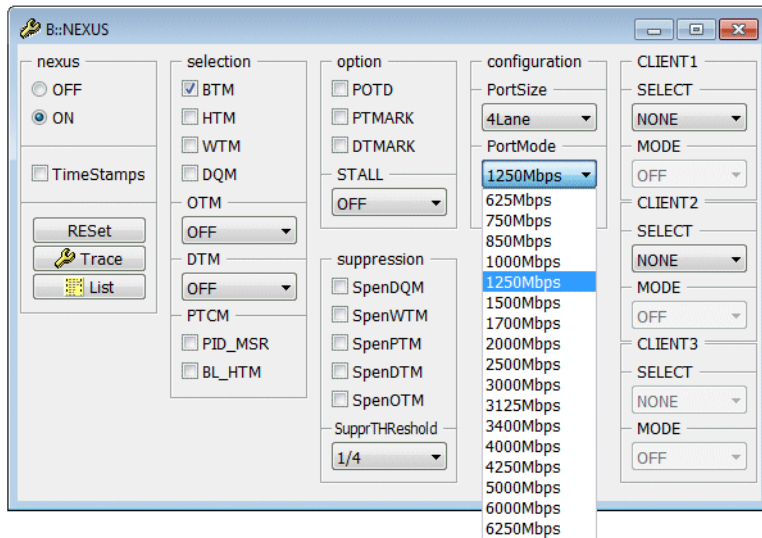 B::NEXUS
nexus
OFF
ON
TimeStamps
RESet
Trace
List
selection
BTM
HTM
WTM
DQM
OTM
OFF
DTM
OFF
PTCM
PID_MSR
BL_HTM
option
POTD
PTMARK
DTMARK
STALL
OFF
suppression
SpenDQM
SpenWTM
SpenPTM
SpenDTM
SpenOTM
SupprTHReshold
1/4
configuration
PortSize
4Lane
PortMode
1250Mbps
625Mbps
750Mbps
850Mbps
1000Mbps
1250Mbps
1500Mbps
1700Mbps
2000Mbps
2500Mbps
3000Mbps
3125Mbps
3400Mbps
4000Mbps
4250Mbps
5000Mbps
6000Mbps
6250Mbps
CLIENT1
SELECT
NONE
MODE
OFF
CLIENT2
SELECT
NONE
MODE
OFF
CLIENT3
SELECT
NONE
MODE
OFF